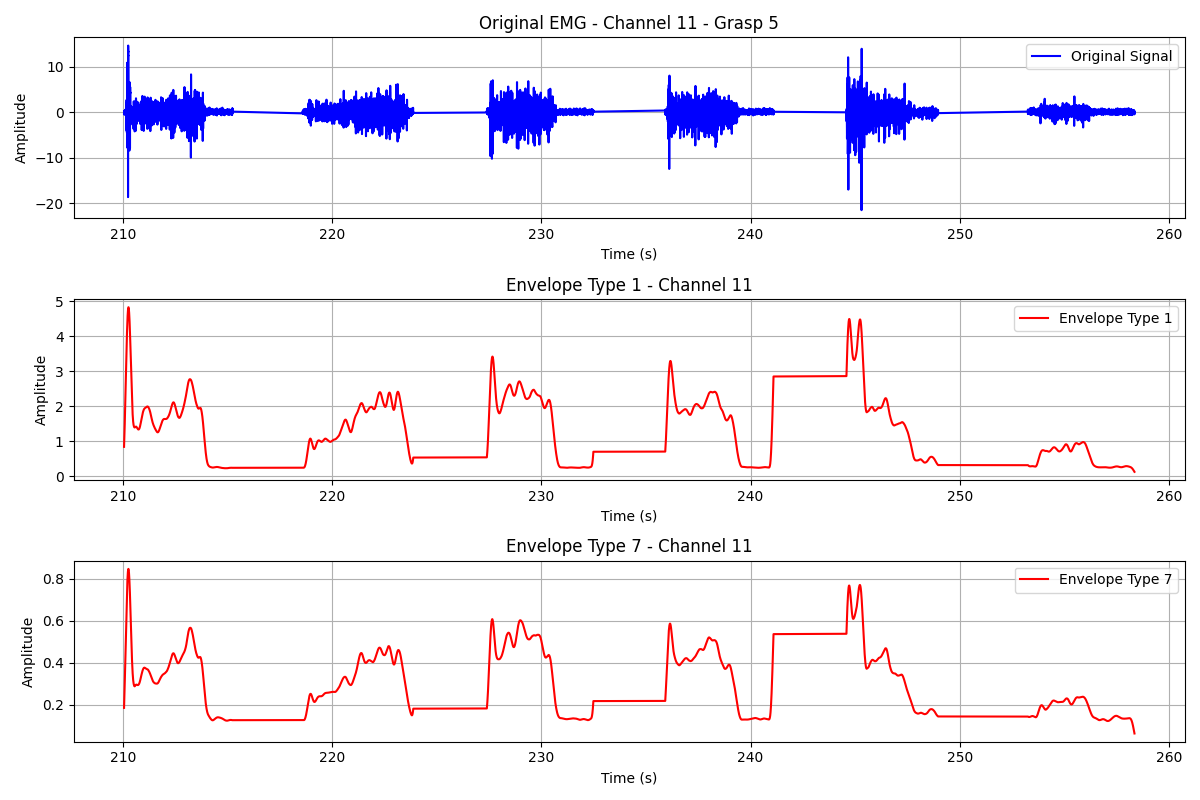 Original EMG - Channel 11 - Grasp 5
Original Signal
10
0
−10
−20
Amplitude
210 220 230 240 250 260
Time (s)
Envelope Type 1 - Channel 11
Envelope Type 1
5
4
3
2
1
0
Amplitude
210 220 230 240 250 260
Time (s)
Envelope Type 7 - Channel 11
Envelope Type 7
0.8
0.6
0.4
0.2
Amplitude
210 220 230 240 250 260
Time (s)